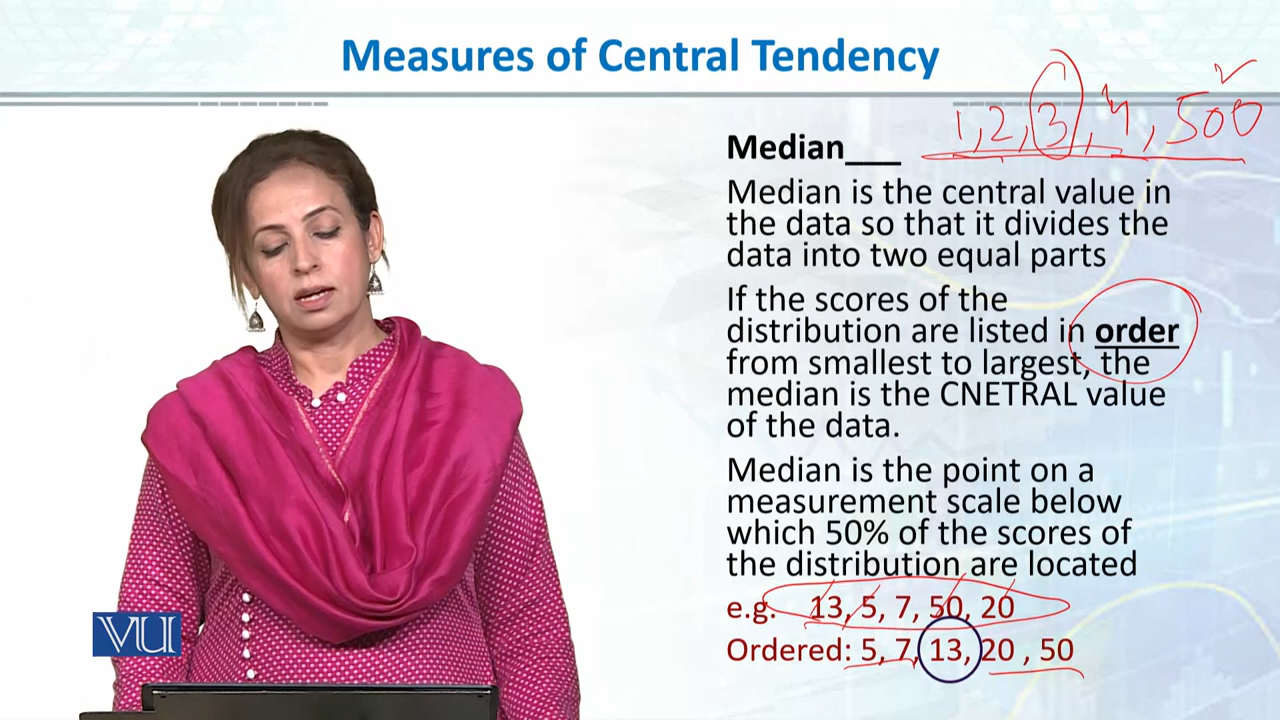 Measures of Central Tendency
1, 2, 3, 4, 500
Median___
Median is the central value in
the data so that it divides the
data into two equal parts
If the scores of the
distribution are listed in order
from smallest to largest, the
median is the CNETRAL value
of the data.
Median is the point on a
measurement scale below
which 50% of the scores of
the distribution are located
e.g. 13, 5, 7, 50, 20
Ordered: 5, 7, 13, 20 , 50
VU